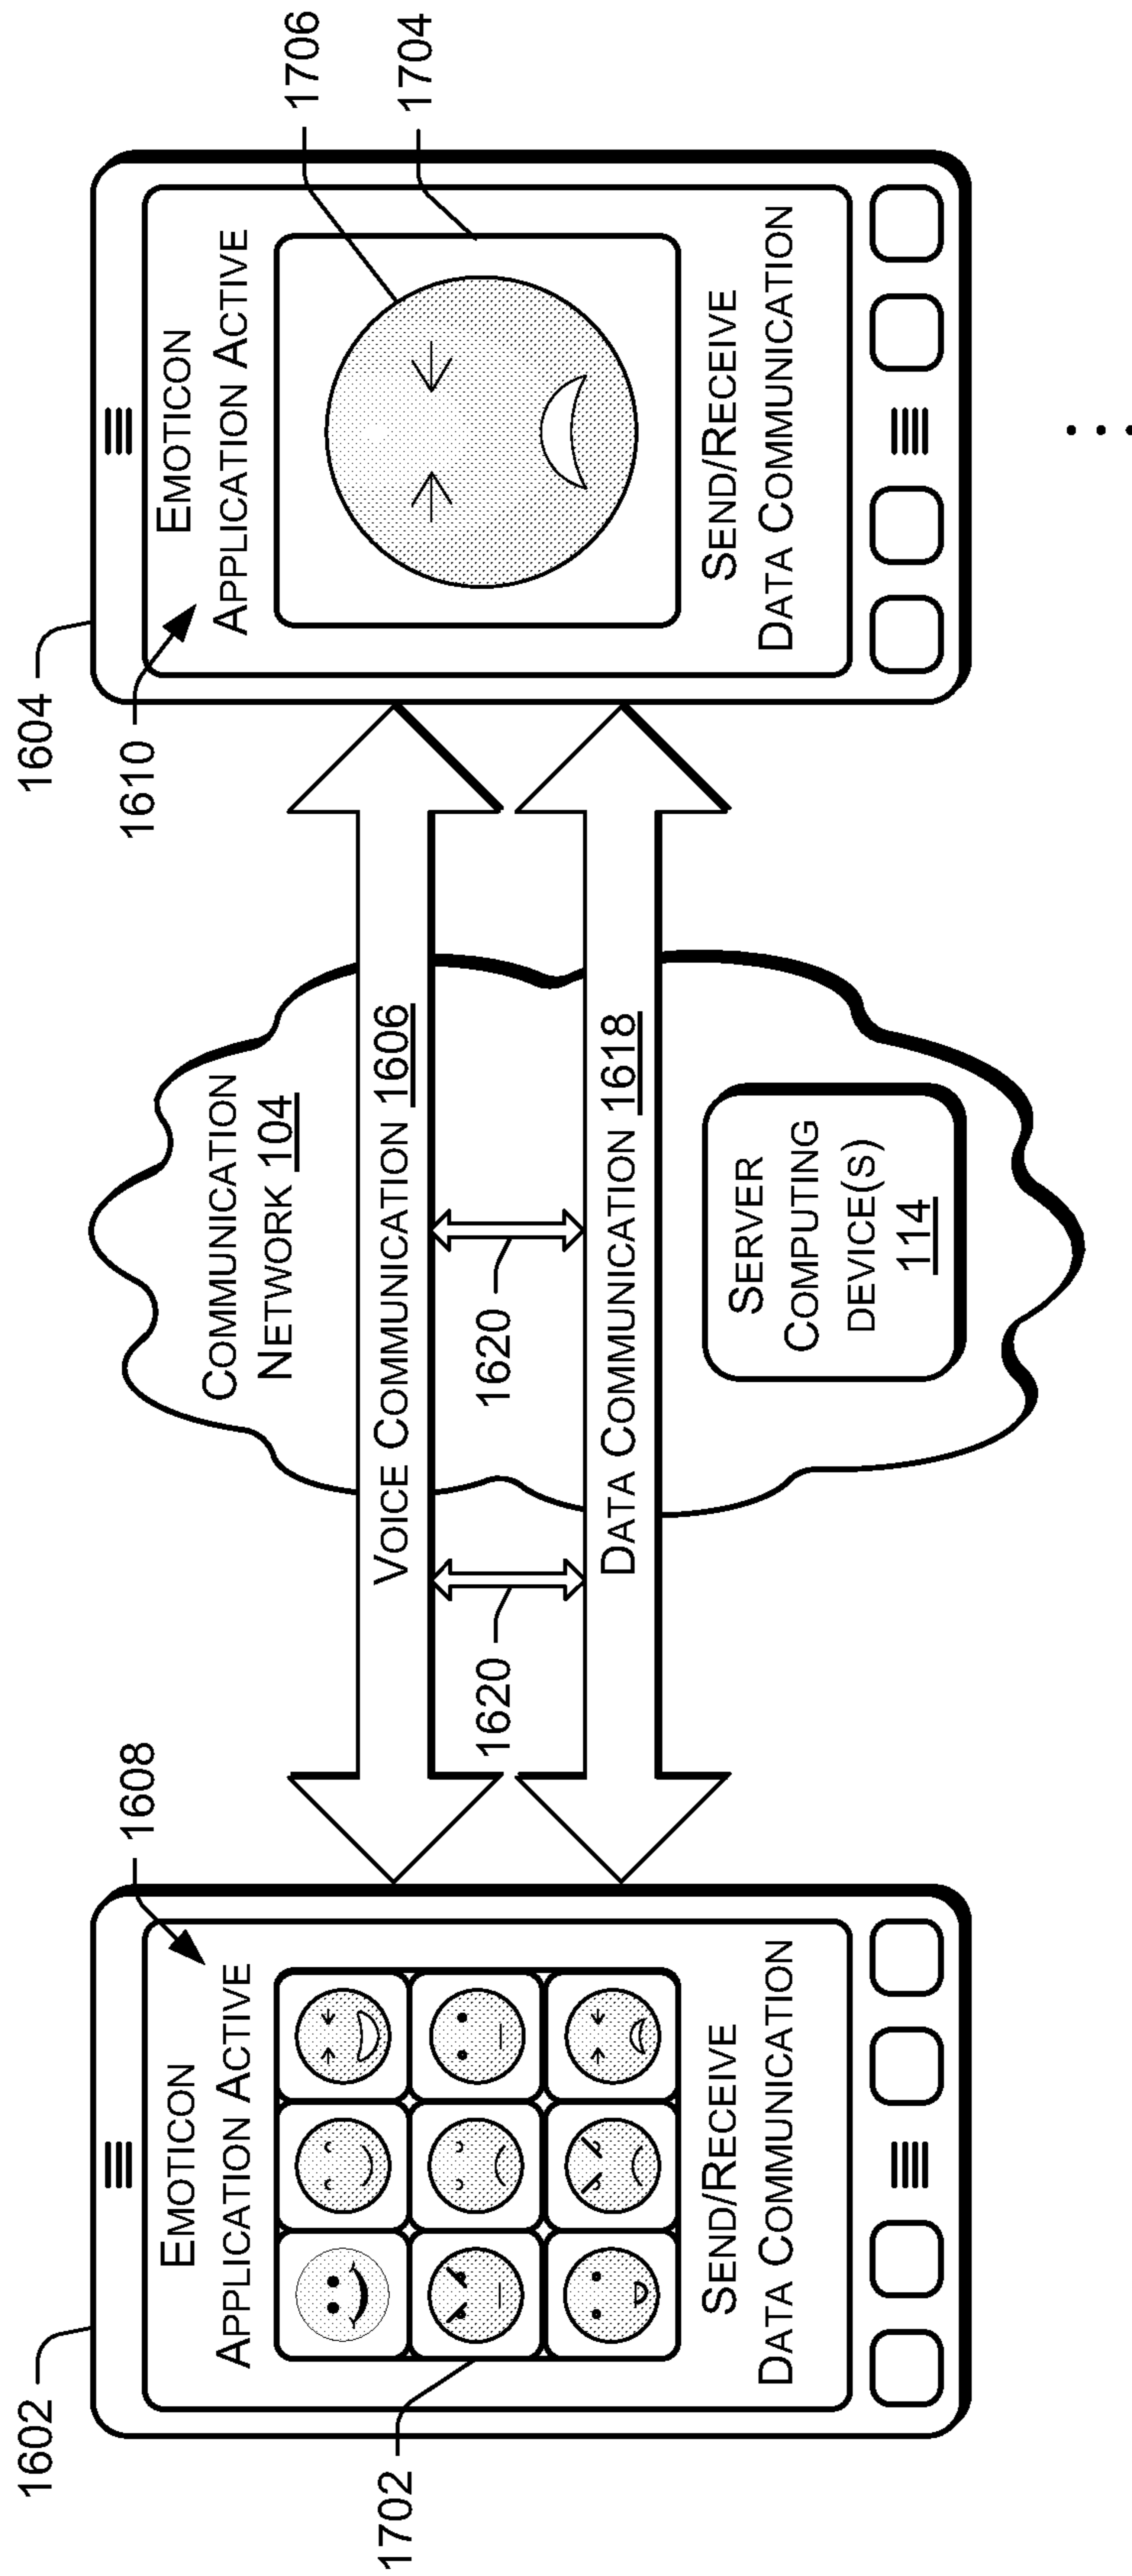 1602
1608
EMOTICON
APPLICATION ACTIVE
1702
SEND/RECEIVE
DATA COMMUNICATION
COMMUNICATION
NETWORK 104
VOICE COMMUNICATION 1606
1620
1620
DATA COMMUNICATION 1618
SERVER
COMPUTING
DEVICE(S)
114
1604
1610
EMOTICON
APPLICATION ACTIVE
1706
1704
SEND/RECEIVE
DATA COMMUNICATION
...